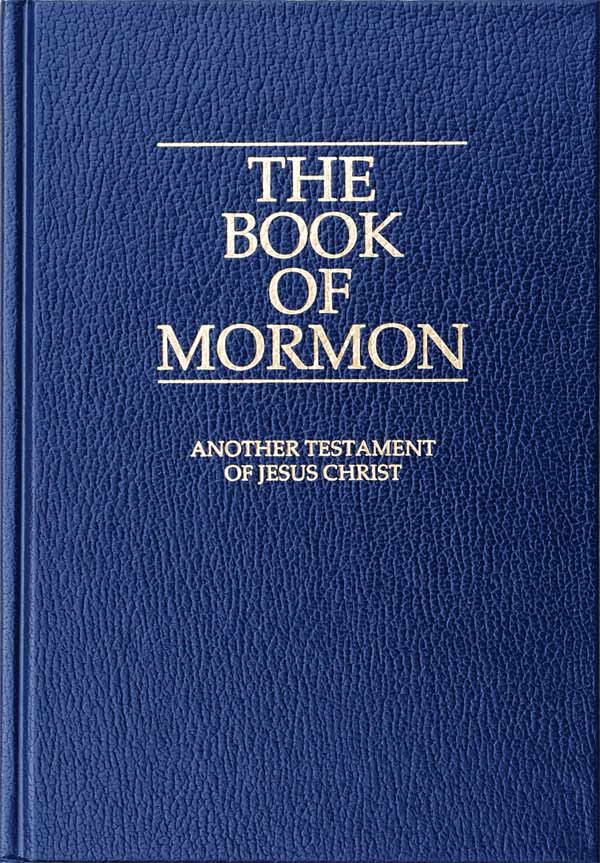 THE
BOOK
OF
MORMON
ANOTHER TESTAMENT
OF JESUS CHRIST